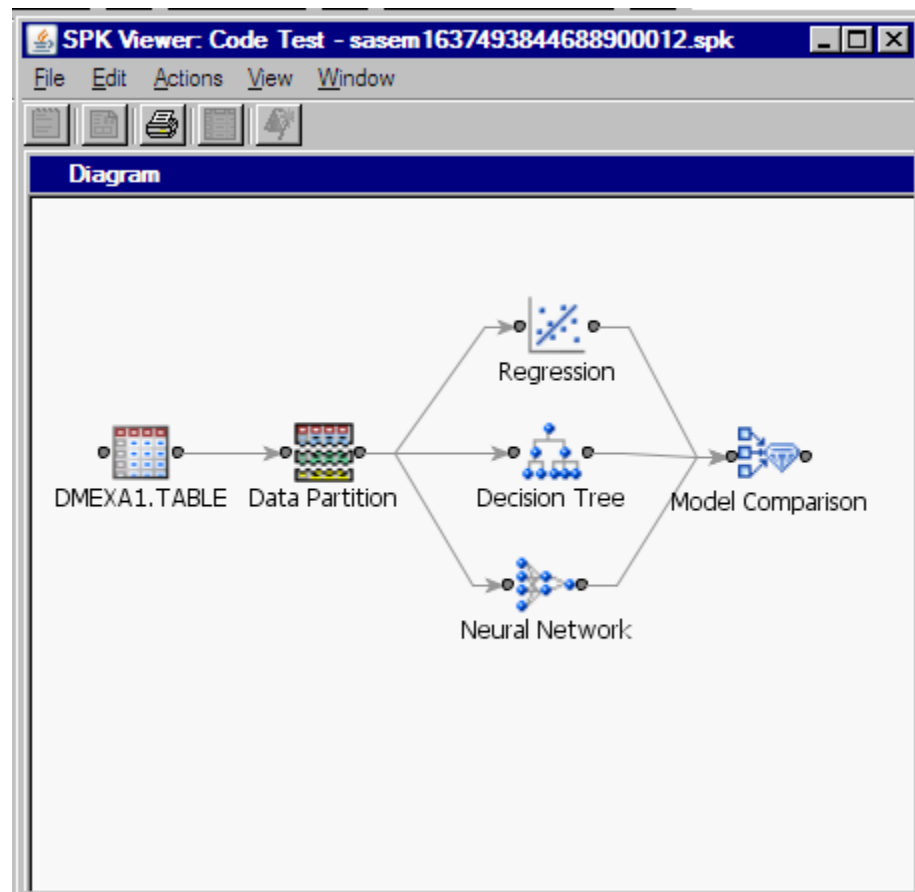 SPK Viewer: Code Test - sasem1637493844688900012.spk
File Edit Actions View Window
Diagram
Regression
DMEXA1.TABLE Data Partition Decision Tree Model Comparison
Neural Network